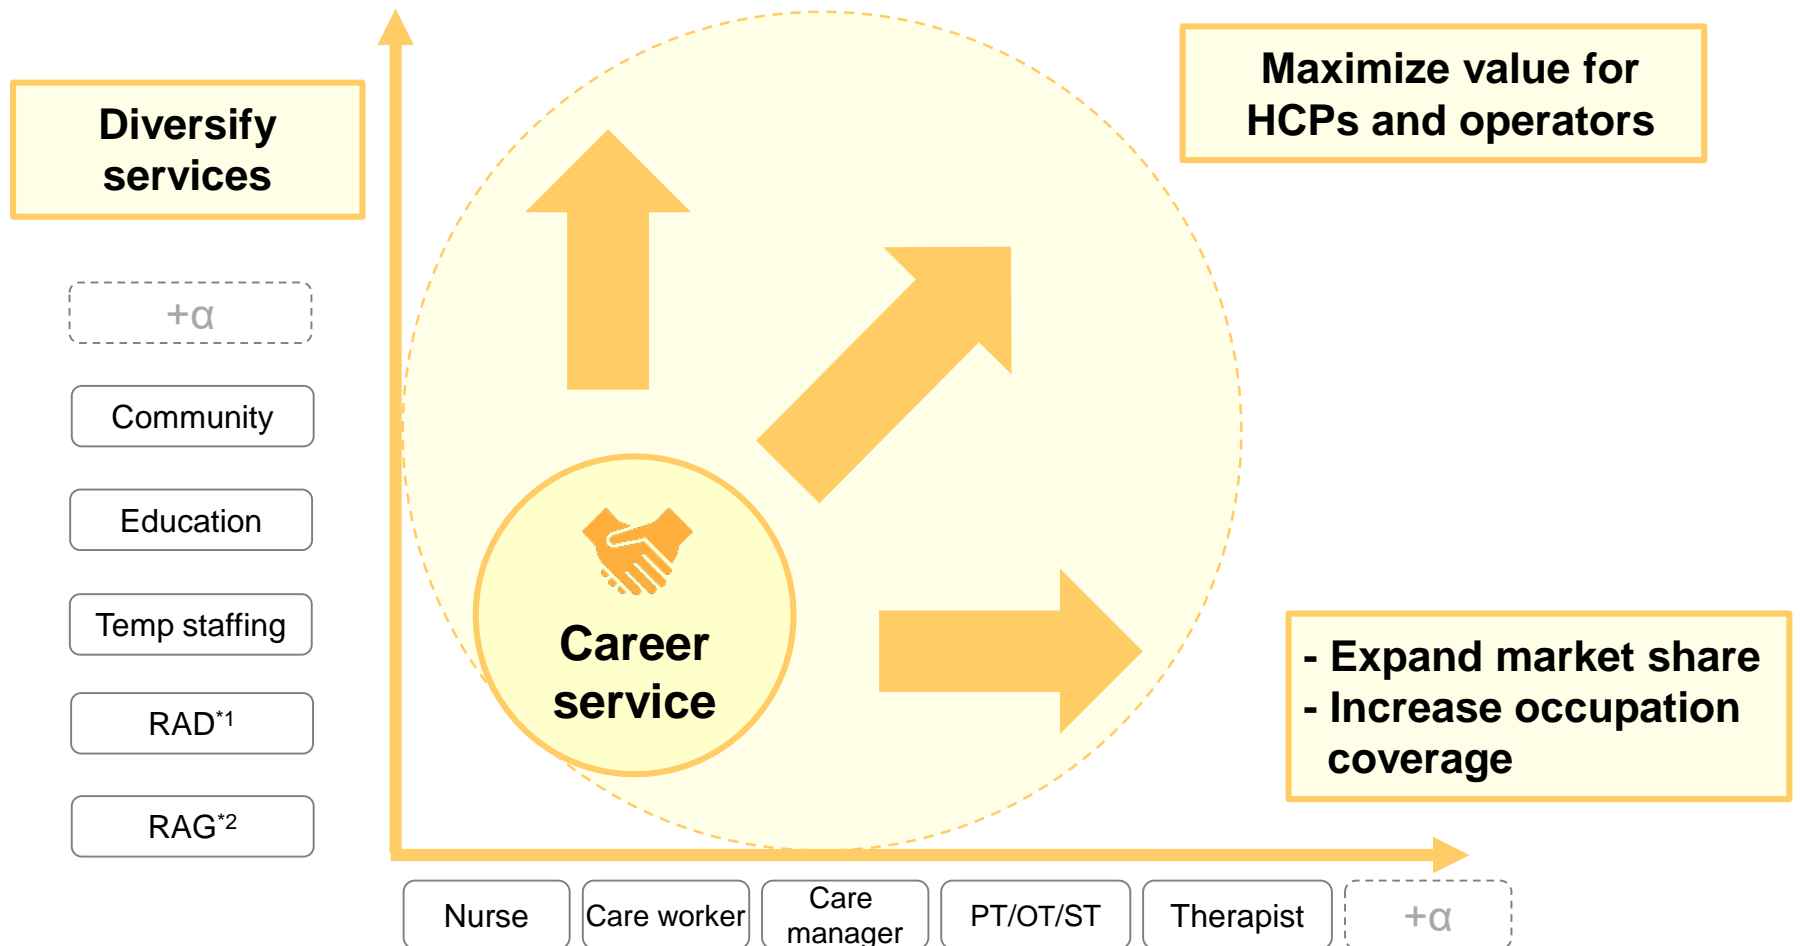 Maximize value for
HCPs and operators
Diversify
services
+α
Community
Education
Temp staffing
RAD*1
RAG*2
Career
service
- Expand market share
- Increase occupation
coverage
Nurse
Care worker
Care
manager
PT/OT/ST
Therapist
+α